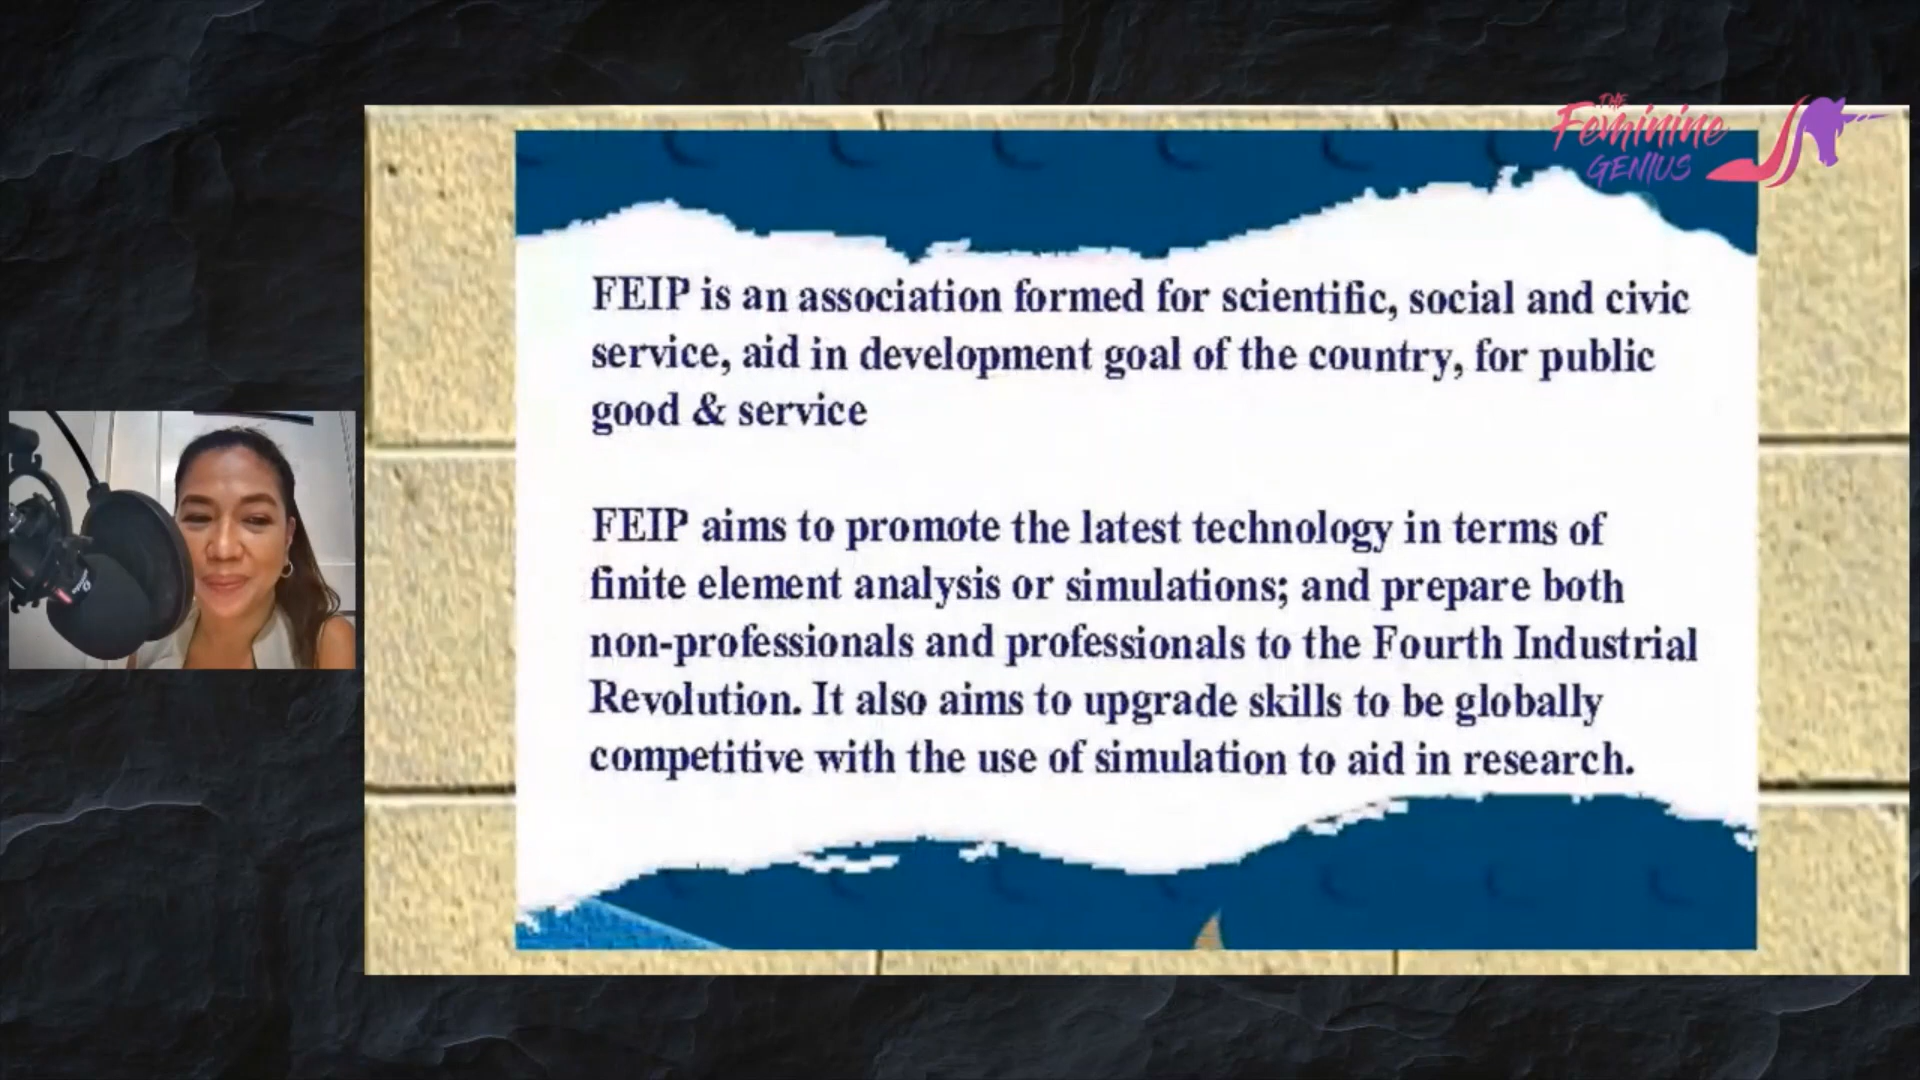 THE
Feminine
GENIUS
FEIP is an association formed for scientific, social and civic
service, aid in development goal of the country, for public
good & service
FEIP aims to promote the latest technology in terms of
finite element analysis or simulations; and prepare both
non-professionals and professionals to the Fourth Industrial
Revolution. It also aims to upgrade skills to be globally
competitive with the use of simulation to aid in research.